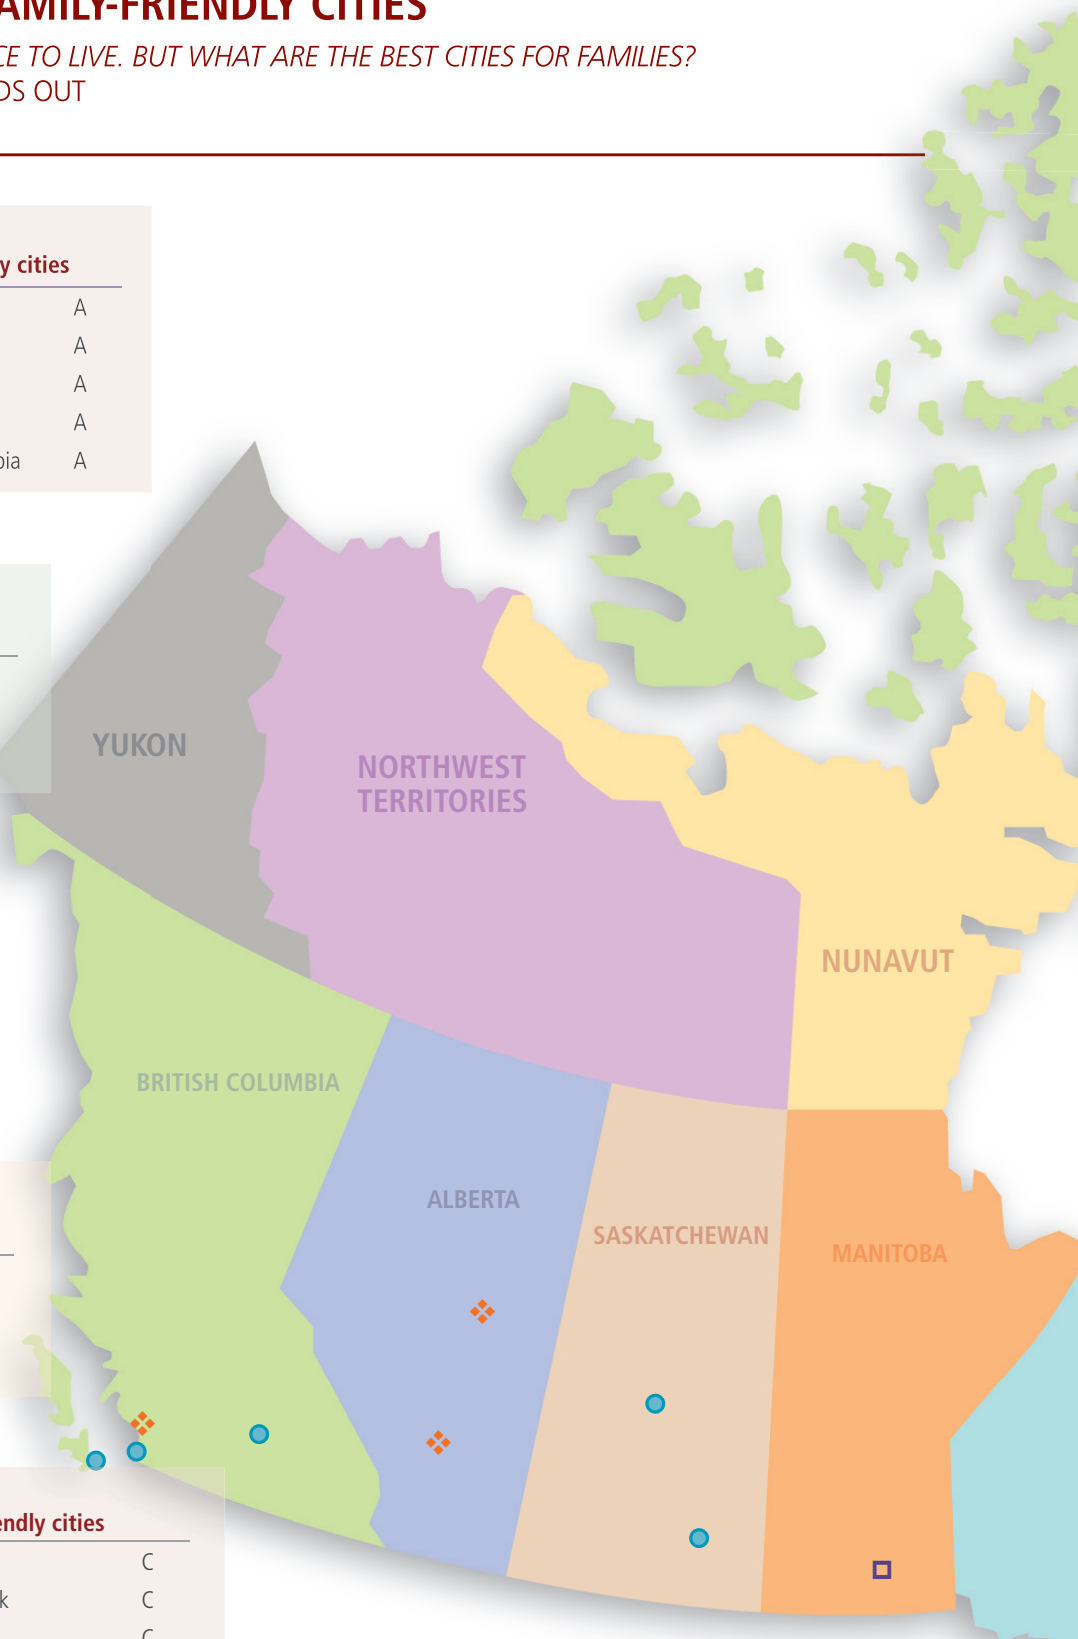 AMILY-FRIENDLY CITIES
CE TO LIVE. BUT WHAT ARE THE BEST CITIES FOR FAMILIES?
DS OUT
y cities
A
A
A
A
bia A
YUKON
NORTHWEST
TERRITORIES
NUNAVUT
BRITISH COLUMBIA
ALBERTA
SASKATCHEWAN
MANITOBA
endly cities
C
k C
C